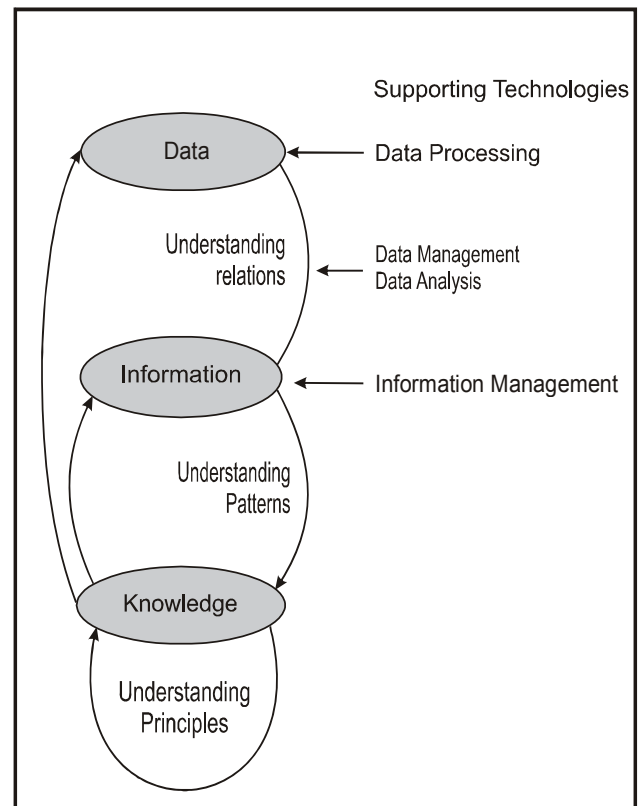 Supporting Technologies
Data
Data Processing
Understanding
relations
Data Management
Data Analysis
Information
Information Management
Understanding
Patterns
Knowledge
Understanding
Principles